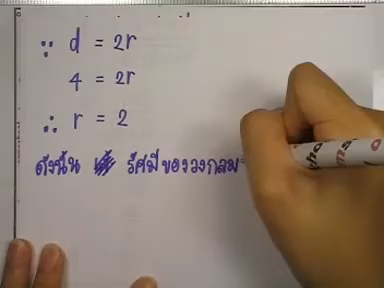 ∵ d = 2r
4 = 2r
∴ r = 2
ดังนั้น รัศมีของวงกลม